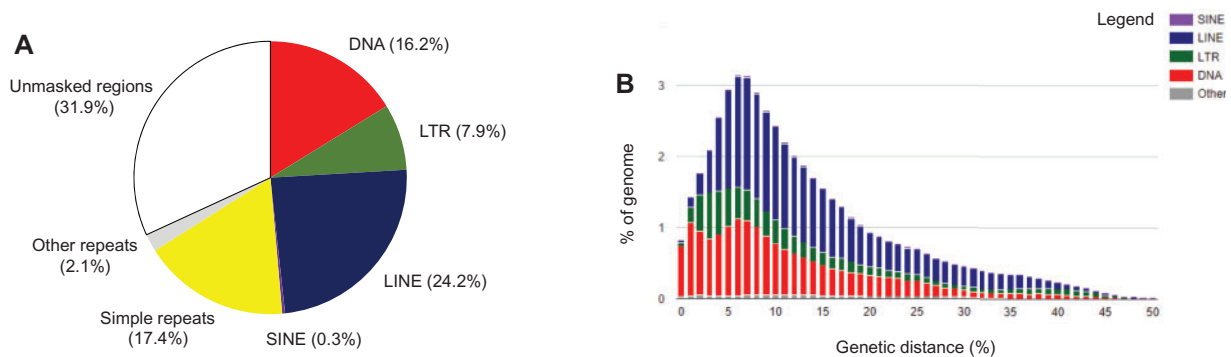 A
DNA (16.2%)
Unmasked regions
(31.9%)
LTR (7.9%)
Other repeats
(2.1%)
LINE (24.2%)
Simple repeats
(17.4%)
SINE (0.3%)
B
Legend
SINE
LINE
LTR
DNA
Other
% of genome
3
2
1
0
0 5 10 15 20 25 30 35 40 45 50
Genetic distance (%)